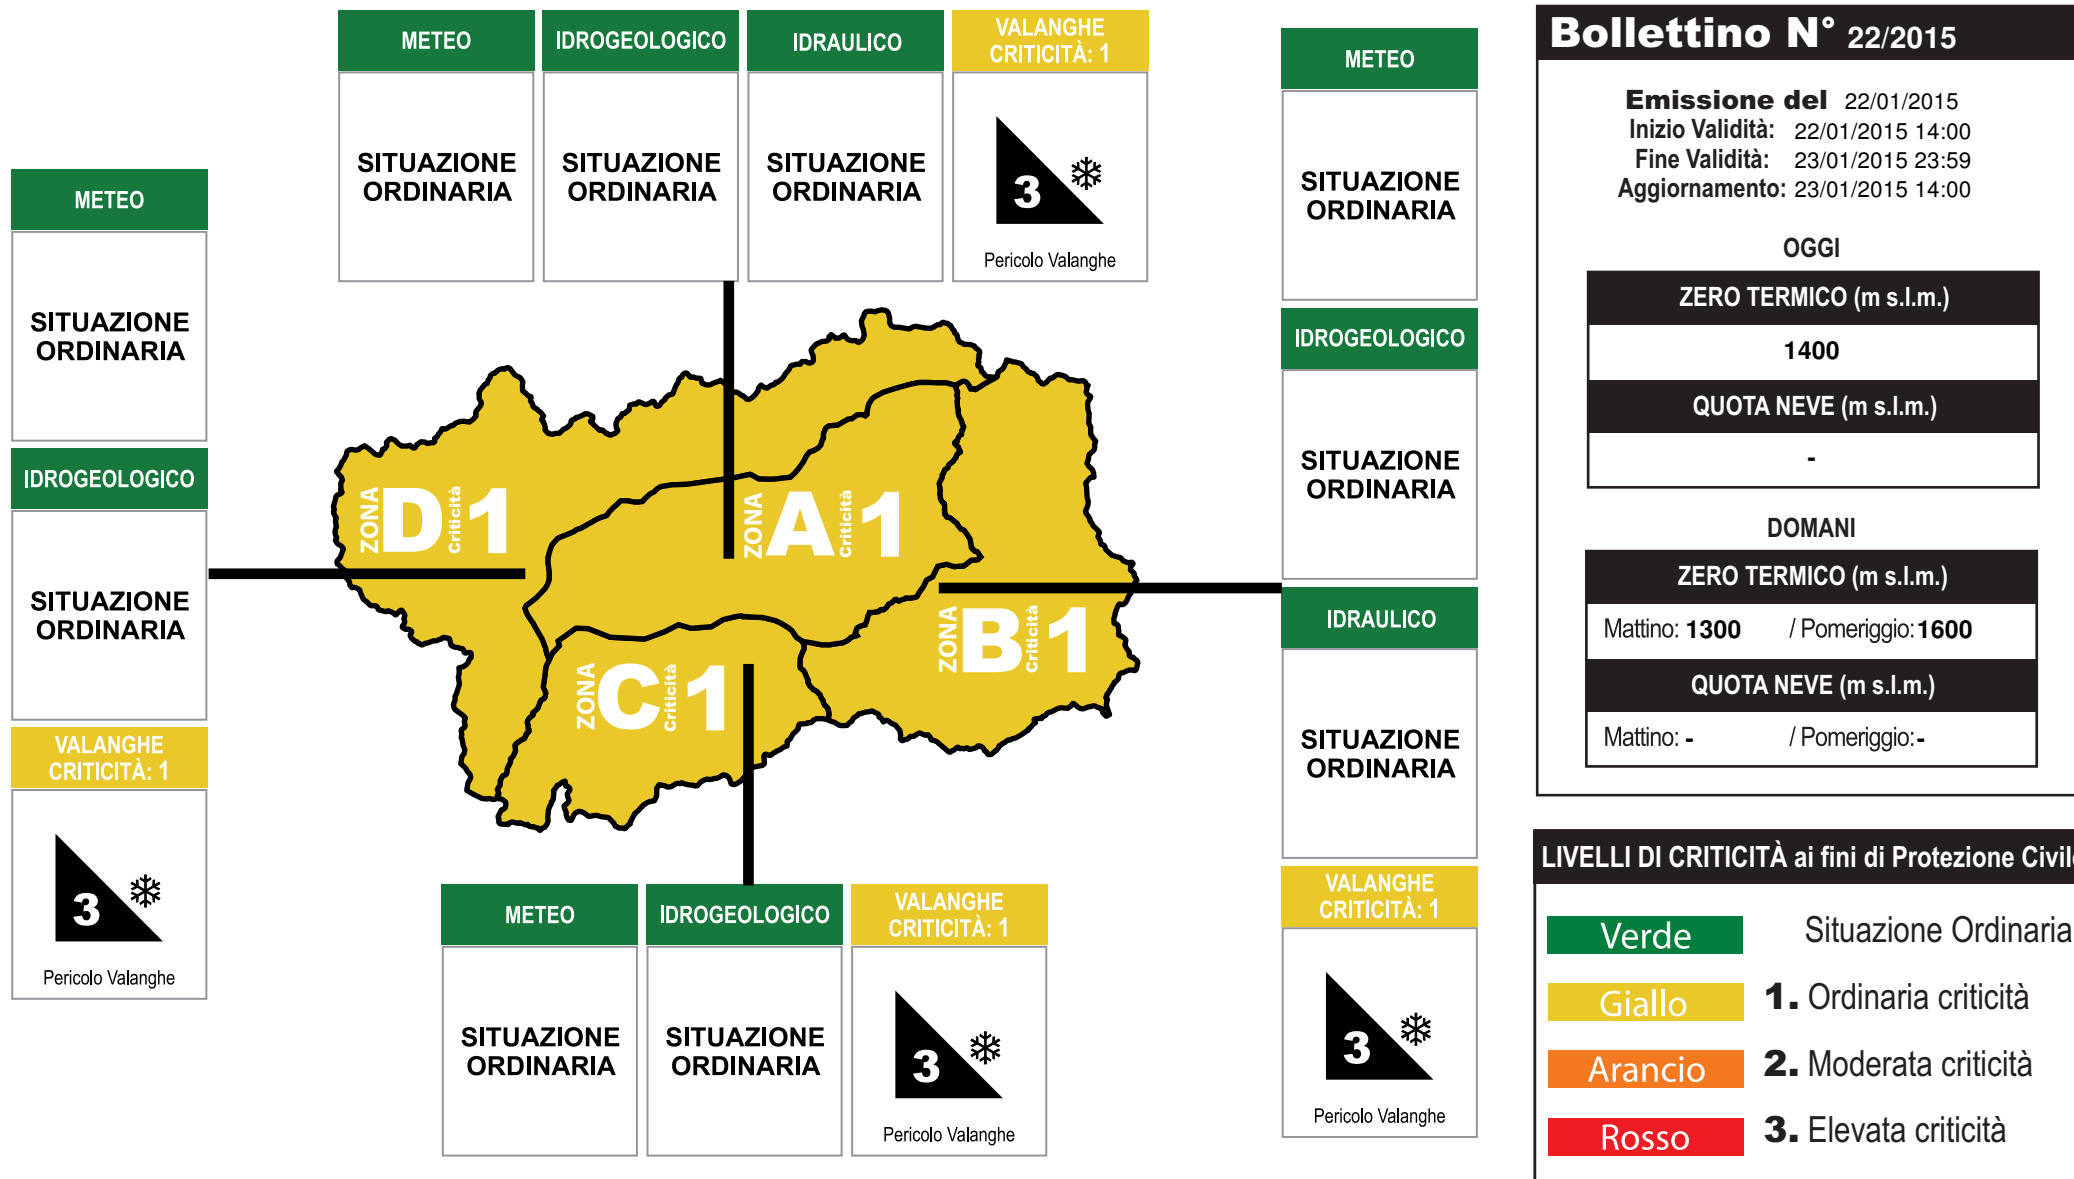 METEO
SITUAZIONE
ORDINARIA
IDROGEOLOGICO
SITUAZIONE
ORDINARIA
VALANGHE
CRITICITÀ: 1
3
Pericolo Valanghe
METEO
SITUAZIONE
ORDINARIA
IDROGEOLOGICO
SITUAZIONE
ORDINARIA
IDRAULICO
SITUAZIONE
ORDINARIA
VALANGHE
CRITICITÀ: 1
3
Pericolo Valanghe
ZONA D Criticità 1
ZONA A Criticità 1
ZONA B Criticità 1
ZONA C Criticità 1
METEO
SITUAZIONE
ORDINARIA
IDROGEOLOGICO
SITUAZIONE
ORDINARIA
VALANGHE
CRITICITÀ: 1
3
Pericolo Valanghe
METEO
SITUAZIONE
ORDINARIA
IDROGEOLOGICO
SITUAZIONE
ORDINARIA
IDRAULICO
SITUAZIONE
ORDINARIA
VALANGHE
CRITICITÀ: 1
3
Pericolo Valanghe
Bollettino N° 22/2015
Emissione del 22/01/2015
Inizio Validità: 22/01/2015 14:00
Fine Validità: 23/01/2015 23:59
Aggiornamento: 23/01/2015 14:00
OGGI
ZERO TERMICO (m s.l.m.)
1400
QUOTA NEVE (m s.l.m.)
-
DOMANI
ZERO TERMICO (m s.l.m.)
Mattino: 1300 / Pomeriggio: 1600
QUOTA NEVE (m s.l.m.)
Mattino: - / Pomeriggio: -
LIVELLI DI CRITICITÀ ai fini di Protezione Civile
Verde Situazione Ordinaria
Giallo 1. Ordinaria criticità
Arancio 2. Moderata criticità
Rosso 3. Elevata criticità